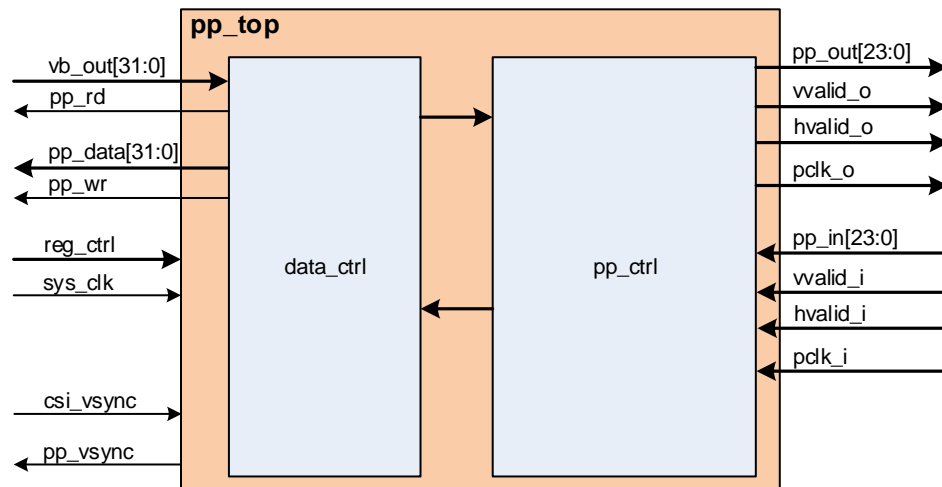 pp_top
vb_out[31:0]
pp_rd
pp_data[31:0]
pp_wr
reg_ctrl
sys_clk
csi_vsync
pp_vsync
data_ctrl
pp_ctrl
pp_out[23:0]
vvalid_o
hvalid_o
pclk_o
pp_in[23:0]
vvalid_i
hvalid_i
pclk_i